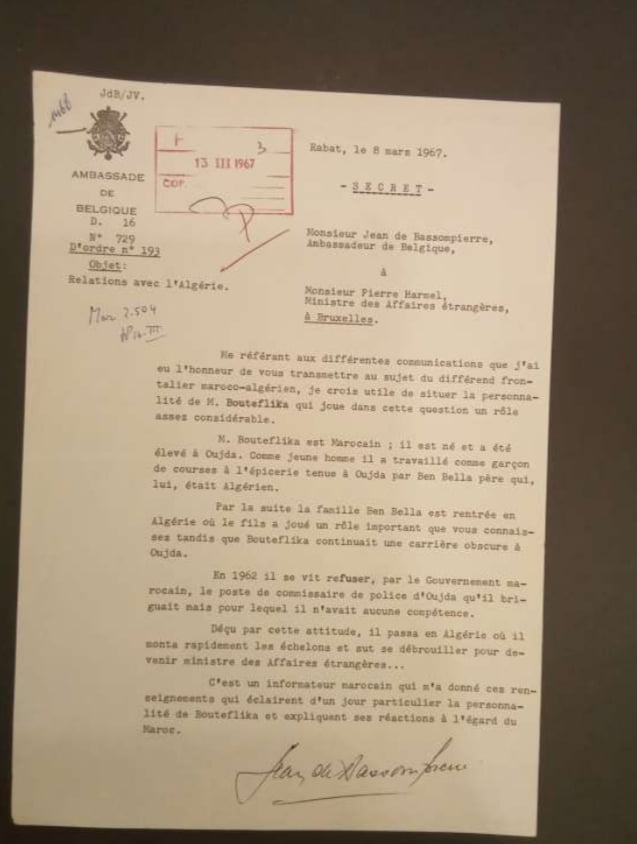 JdB/JV.
1466
AMBASSADE
DE
BELGIQUE
D. 16
N° 729
D'ordre n° 193
Objet:
Relations avec l'Algérie.
3
13 III 1967
COP.
Rabat, le 8 mars 1967.
- SECRET -
Monsieur Jean de Bassompierre,
Ambassadeur de Belgique,
à
Monsieur Pierre Harmel,
Ministre des Affaires étrangères,
à Bruxelles.
Me référant aux différentes communications que j'ai
eu l'honneur de vous transmettre au sujet du différend fron-
talier maroco-algérien, je crois utile de situer la personna-
lité de M. Bouteflika qui joue dans cette question un rôle
assez considérable.
M. Bouteflika est Marocain ; il est né et a été
élevé à Oujda. Comme jeune homme il a travaillé comme garçon
de courses à l'épicerie tenue à Oujda par Ben Bella père qui,
lui, était Algérien.
Par la suite la famille Ben Bella est rentrée en
Algérie où le fils a joué un rôle important que vous connais-
sez tandis que Bouteflika continuait une carrière obscure à
Oujda.
En 1962 il se vit refuser, par le Gouvernement ma-
rocain, le poste de commissaire de police d'Oujda qu'il bri-
guait mais pour lequel il n'avait aucune compétence.
Déçu par cette attitude, il passa en Algérie où il
monta rapidement les échelons et sut se débrouiller pour de-
venir ministre des Affaires étrangères...
C'est un informateur marocain qui m'a donné ces ren-
seignements qui éclairent d'un jour particulier la personna-
lité de Bouteflika et expliquent ses réactions à l'égard du
Maroc.
Jean de Bassompierre